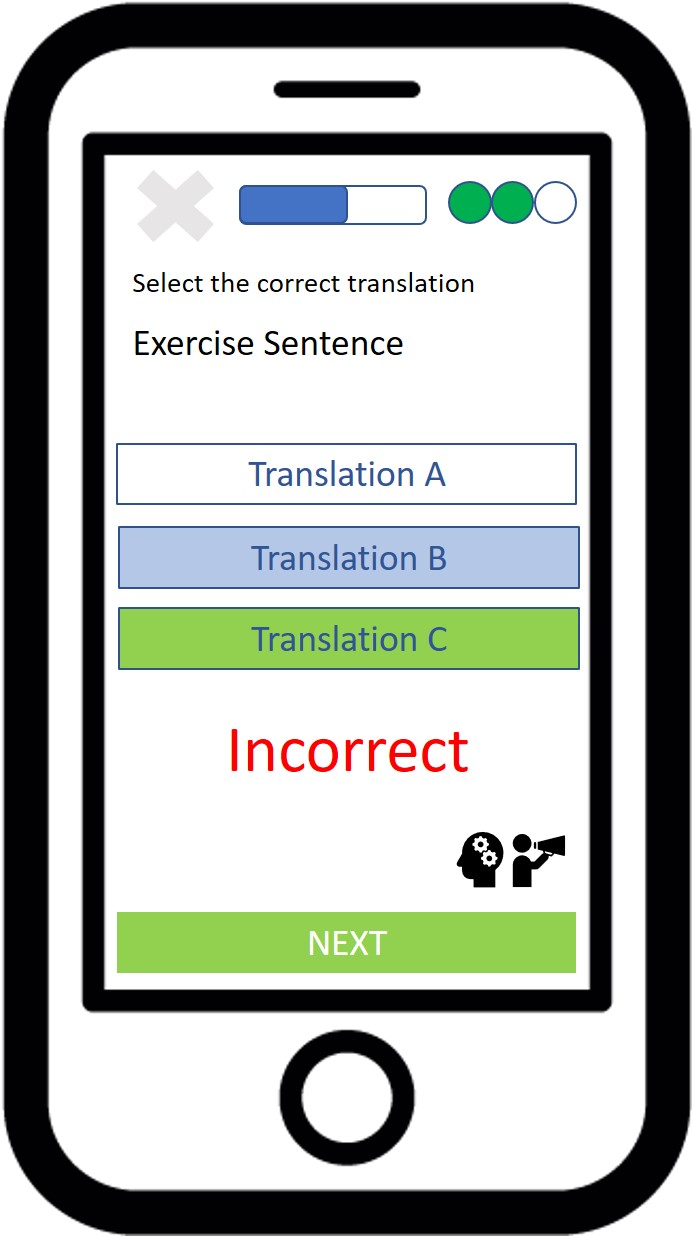 Select the correct translation
Exercise Sentence
Translation A
Translation B
Translation C
Incorrect
NEXT